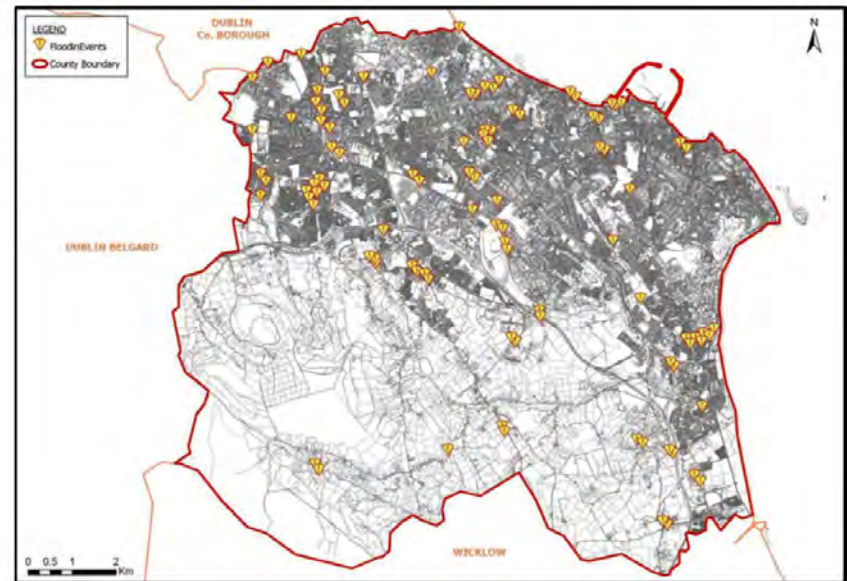 DUBLIN
Co. BOROUGH
LEGEND
FloodinEvents
County Boundary
N
DUBLIN BELGARD
WICKLOW
0 0.5 1 2
Km